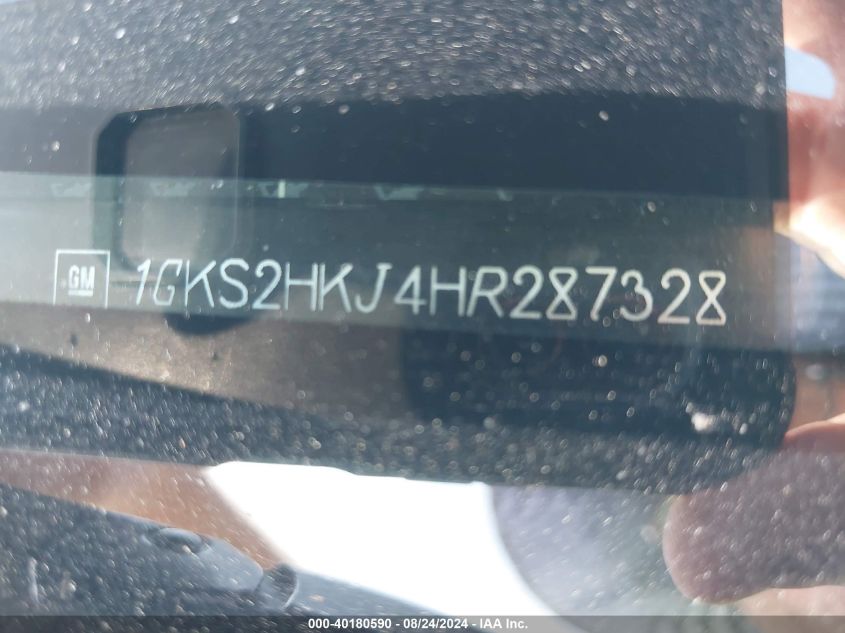 GM 1GKS2HKJ4HR287328
000-40180590 - 08/24/2024 - IAA Inc.